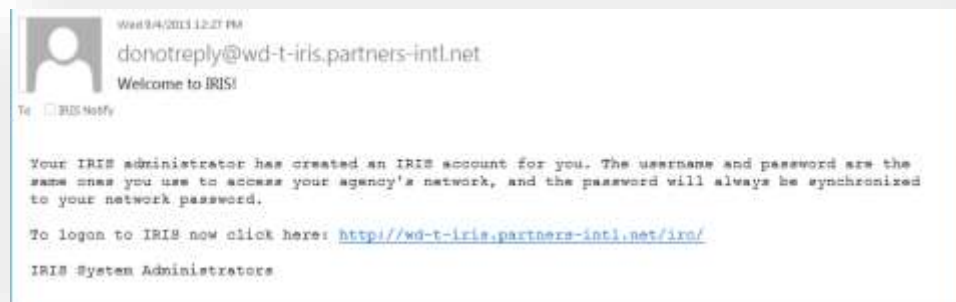 Wed 9/4/2013 12:27 PM
donotreply@wd-t-iris.partners-intl.net
Welcome to IRIS!
To IRIS Notify
Your IRIS administrator has created an IRIS account for you. The username and password are the
same ones you use to access your agency's network, and the password will always be synchronized
to your network password.
To logon to IRIS now click here: http://wd-t-iris.partners-intl.net/irc/
IRIS System Administrators